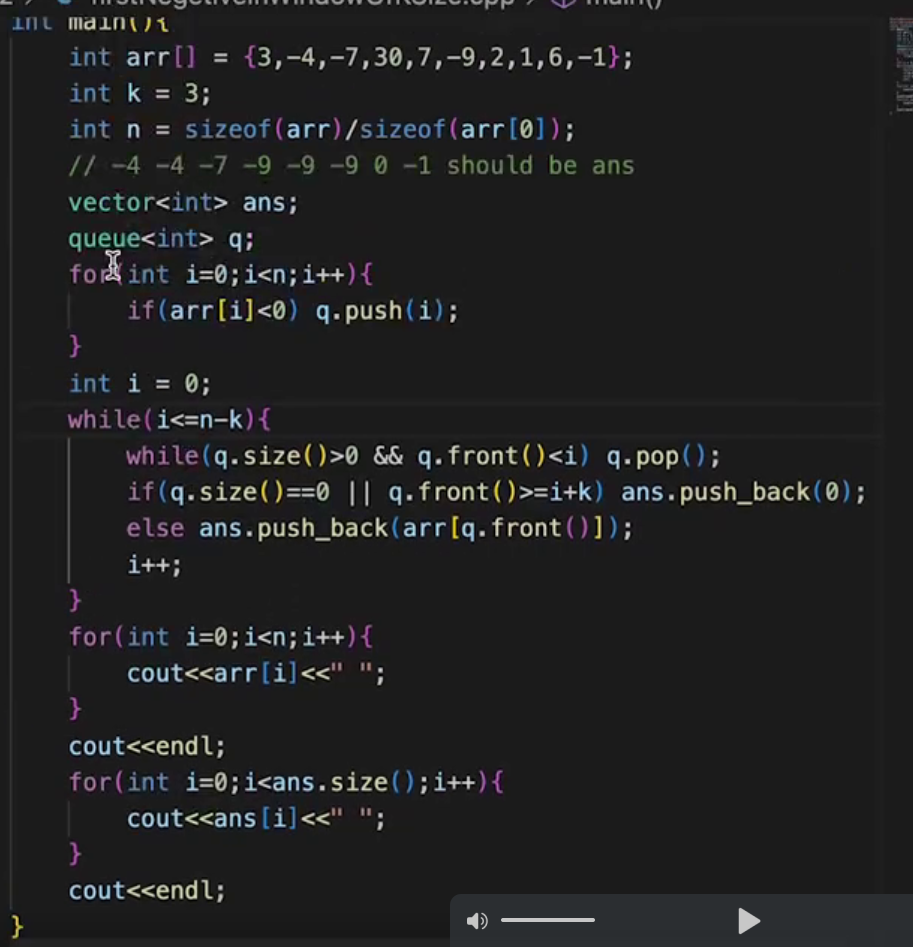 int main(){
int arr[] = {3,-4,-7,30,7,-9,2,1,6,-1};
int k = 3;
int n = sizeof(arr)/sizeof(arr[0]);
// -4 -4 -7 -9 -9 -9 0 -1 should be ans
vector<int> ans;
queue<int> q;
for(int i=0;i<n;i++){
if(arr[i]<0) q.push(i);
}
int i = 0;
while(i<=n-k){
while(q.size()>0 && q.front()<i) q.pop();
if(q.size()==0 || q.front()>=i+k) ans.push_back(0);
else ans.push_back(arr[q.front()]);
i++;
}
for(int i=0;i<n;i++){
cout<<arr[i]<<" ";
}
cout<<endl;
for(int i=0;i<ans.size();i++){
cout<<ans[i]<<" ";
}
cout<<endl;
}